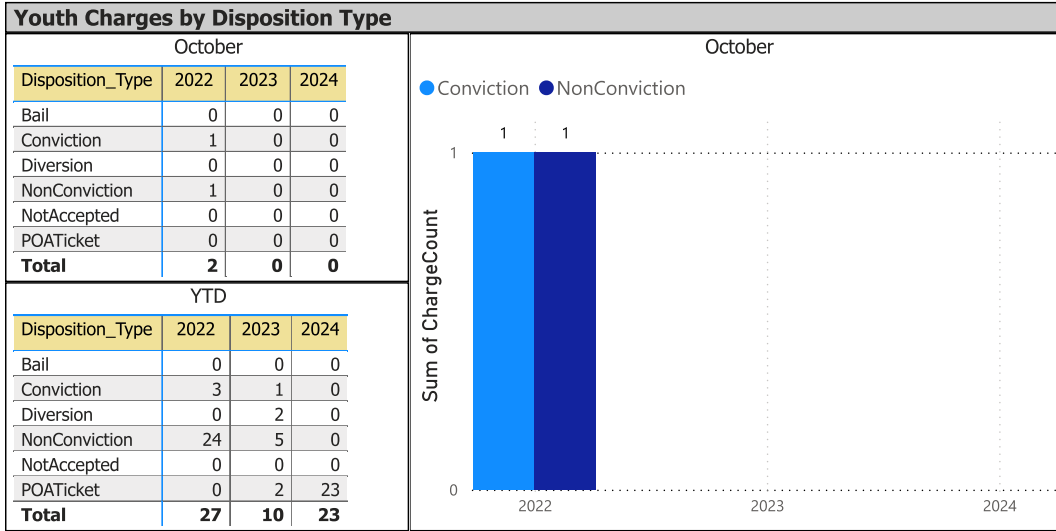 Youth Charges by Disposition Type
October
Disposition_Type 2022 2023 2024
Bail 0 0 0
Conviction 1 0 0
Diversion 0 0 0
NonConviction 1 0 0
NotAccepted 0 0 0
POATicket 0 0 0
Total 2 0 0
YTD
Disposition_Type 2022 2023 2024
Bail 0 0 0
Conviction 3 1 0
Diversion 0 2 0
NonConviction 24 5 0
NotAccepted 0 0 0
POATicket 0 2 23
Total 27 10 23
October
Conviction NonConviction
1 1
1
Sum of ChargeCount
0
2022 2023 2024